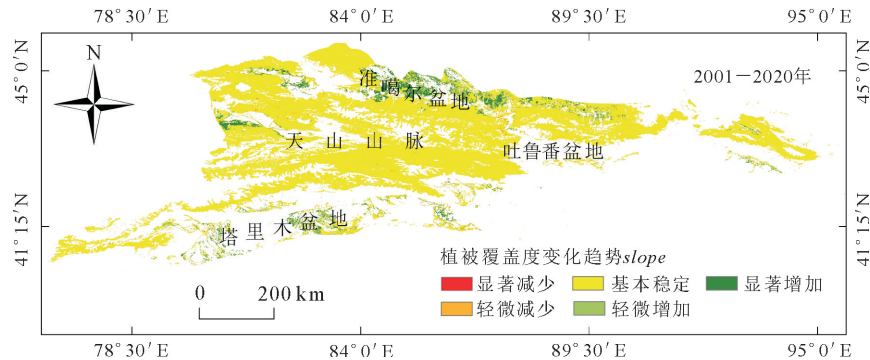 78°30′E 84°0′E 89°30′E 95°0′E
N
45°0′N
45°0′N
2001—2020年
准噶尔盆地
天山山脉
吐鲁番盆地
41°15′N
41°15′N
塔里木盆地
植被覆盖度变化趋势slope
显著减少 基本稳定 显著增加
轻微减少 轻微增加
0 200 km
78°30′E 84°0′E 89°30′E 95°0′E